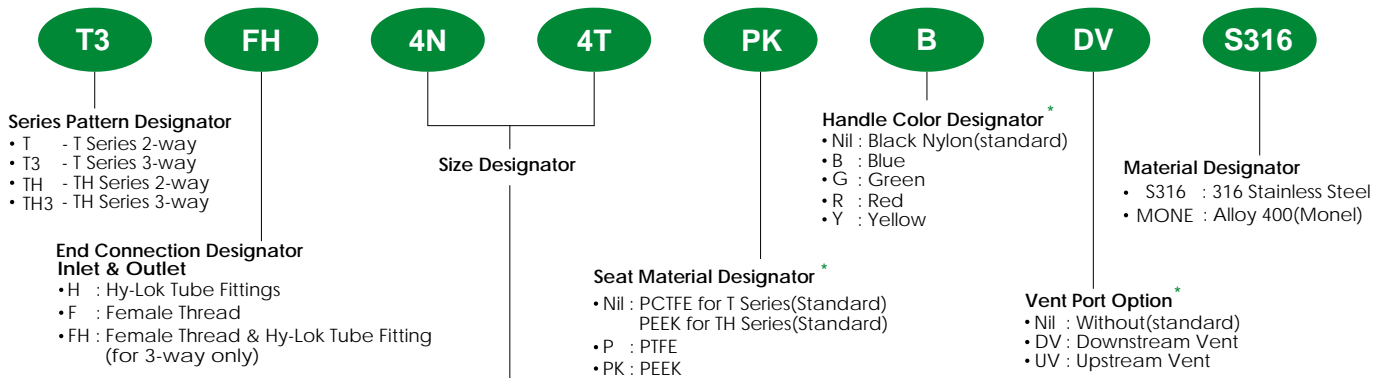 T3 FH 4N 4T PK B DV S316
Series Pattern Designator
• T - T Series 2-way
• T3 - T Series 3-way
• TH - TH Series 2-way
• TH3 - TH Series 3-way
End Connection Designator
Inlet & Outlet
• H : Hy-Lok Tube Fittings
• F : Female Thread
• FH : Female Thread & Hy-Lok Tube Fitting
(for 3-way only)
Size Designator
Seat Material Designator *
• Nil : PCTFE for T Series(Standard)
PEEK for TH Series(Standard)
• P : PTFE
• PK : PEEK
Handle Color Designator *
• Nil : Black Nylon(standard)
• B : Blue
• G : Green
• R : Red
• Y : Yellow
Vent Port Option *
• Nil : Without(standard)
• DV : Downstream Vent
• UV : Upstream Vent
Material Designator
• S316 : 316 Stainless Steel
• MONE : Alloy 400(Monel)